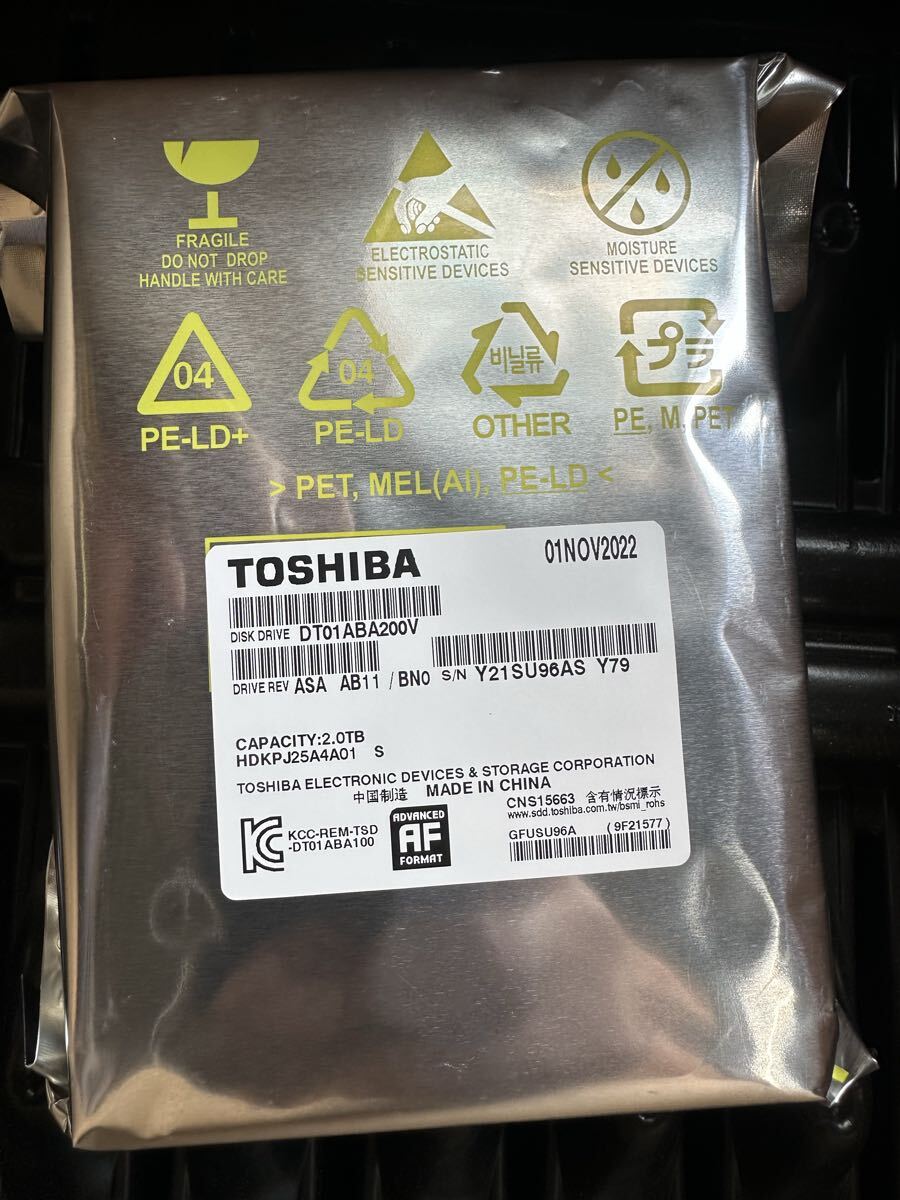 FRAGILE
DO NOT DROP
HANDLE WITH CARE
ELECTROSTATIC
SENSITIVE DEVICES
MOISTURE
SENSITIVE DEVICES
04
PE-LD+
04
PE-LD
비닐류
OTHER
プラ
PE, M, PET
> PET, MEL(Al), PE-LD <
TOSHIBA
01NOV2022
DISK DRIVE DT01ABA200V
DRIVE REV ASA AB11 / BN0 S/N Y21SU96AS Y79
CAPACITY:2.0TB
HDKPJ25A4A01 S
TOSHIBA ELECTRONIC DEVICES & STORAGE CORPORATION
中国制造 MADE IN CHINA
CNS15663 含有情況標示
www.sdd.toshiba.com.tw/bsmi_rohs
KCC-REM-TSD
-DT01ABA100
ADVANCED
AF
FORMAT
GFUSU96A (9F21577)